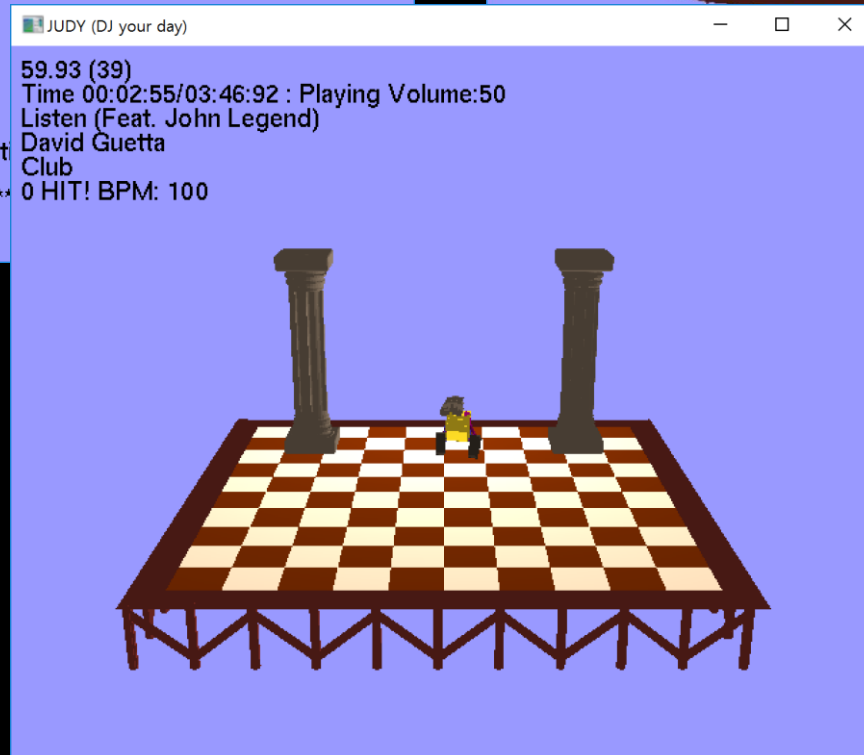 JUDY (DJ your day)
59.93 (39)
Time 00:02:55/03:46:92 : Playing Volume:50
Listen (Feat. John Legend)
David Guetta
Club
0 HIT! BPM: 100